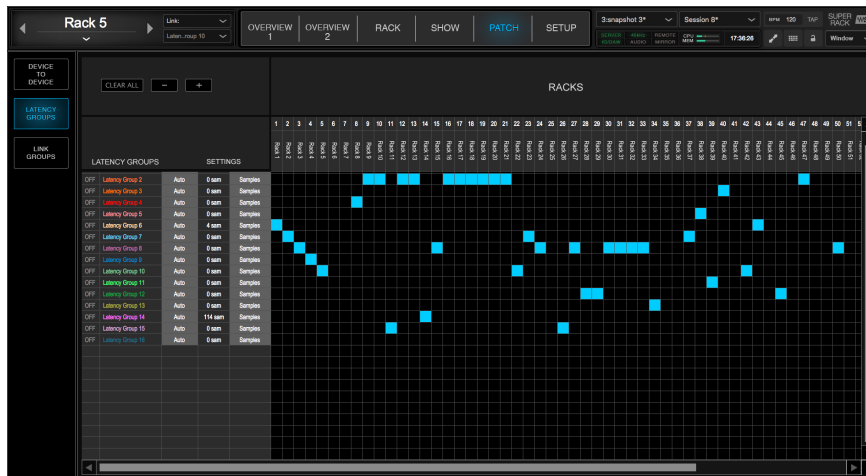 Rack 5
Link:
Laten..roup 10
OVERVIEW 1
OVERVIEW 2
RACK
SHOW
PATCH
SETUP
3:snapshot 3*
Session 8*
BPM 120 TAP
SUPER RACK
REMOTE MIRROR
AUDIO
CPU
MEM
17:36:26
Window
DEVICE TO DEVICE
LATENCY GROUPS
LINK GROUPS
CLEAR ALL - +
RACKS
1 2 3 4 5 6 7 8 9 10 11 12 13 14 15 16 17 18 19 20 21 22 23 24 25 26 27 28 29 30 31 32 33 34 35 36 37 38 39 40 41 42 43 44 45 46 47 48 49 50 51
Rack 1 Rack 2 Rack 3 Rack 4 Rack 5 Rack 6 Rack 7 Rack 8 Rack 9 Rack 10 Rack 11 Rack 12 Rack 13 Rack 14 Rack 15 Rack 16 Rack 17 Rack 18 Rack 19 Rack 20 Rack 21 Rack 22 Rack 23 Rack 24 Rack 25 Rack 26 Rack 27 Rack 28 Rack 29 Rack 30 Rack 31 Rack 32 Rack 33 Rack 34 Rack 35 Rack 36 Rack 37 Rack 38 Rack 39 Rack 40 Rack 41 Rack 42 Rack 43 Rack 44 Rack 45 Rack 46 Rack 47 Rack 48 Rack 49 Rack 50 Rack 51
LATENCY GROUPS SETTINGS
OFF Latency Group 2 Auto 0 sam Samples
OFF Latency Group 3 Auto 0 sam Samples
OFF Latency Group 4 Auto 0 sam Samples
OFF Latency Group 5 Auto 0 sam Samples
OFF Latency Group 6 Auto 4 sam Samples
OFF Latency Group 7 Auto 0 sam Samples
OFF Latency Group 8 Auto 0 sam Samples
OFF Latency Group 9 Auto 0 sam Samples
OFF Latency Group 10 Auto 0 sam Samples
OFF Latency Group 11 Auto 0 sam Samples
OFF Latency Group 12 Auto 0 sam Samples
OFF Latency Group 13 Auto 0 sam Samples
OFF Latency Group 14 Auto 114 sam Samples
OFF Latency Group 15 Auto 0 sam Samples
OFF Latency Group 16 Auto 0 sam Samples